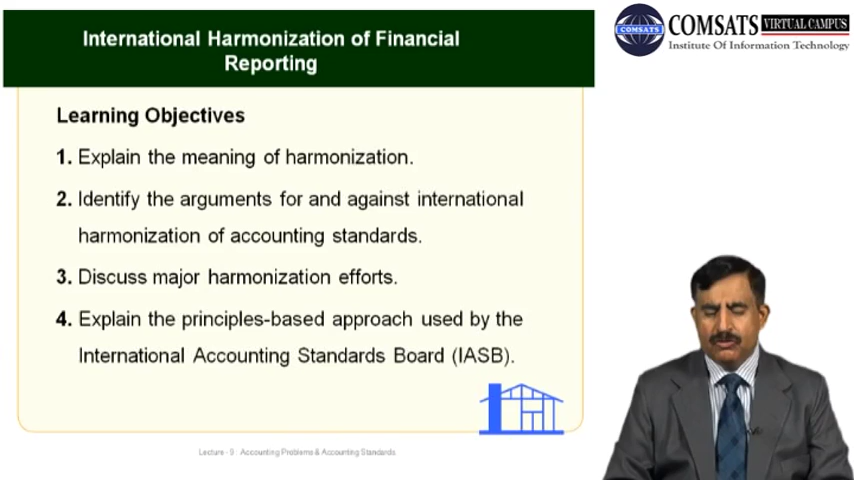 International Harmonization of Financial
Reporting
COMSATS VIRTUAL CAMPUS
Institute Of Information Technology
COMSATS
Learning Objectives
1. Explain the meaning of harmonization.
2. Identify the arguments for and against international
harmonization of accounting standards.
3. Discuss major harmonization efforts.
4. Explain the principles-based approach used by the
International Accounting Standards Board (IASB).
Lecture - 9 : Accounting Problems & Accounting Standards